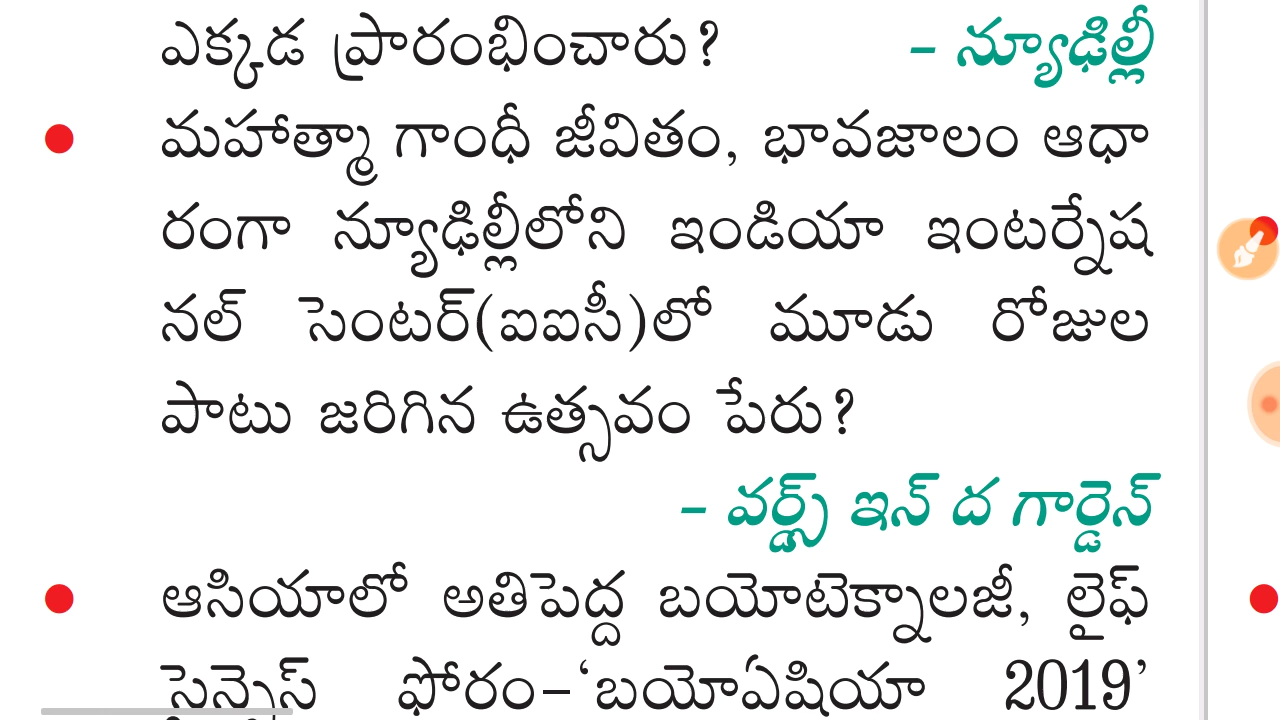 ఎక్కడ ప్రారంభించారు? – న్యూఢిల్లీ
• మహాత్మా గాంధీ జీవితం, భావజాలం ఆధా
రంగా న్యూఢిల్లీలోని ఇండియా ఇంటర్నేష
నల్ సెంటర్(ఐఐసీ)లో మూడు రోజుల
పాటు జరిగిన ఉత్సవం పేరు?
– వర్డ్స్ ఇన్ ద గార్డెన్
• ఆసియాలో అతిపెద్ద బయోటెక్నాలజీ, లైఫ్
సైన్సెస్ ఫోరం–‘బయోఏషియా 2019’